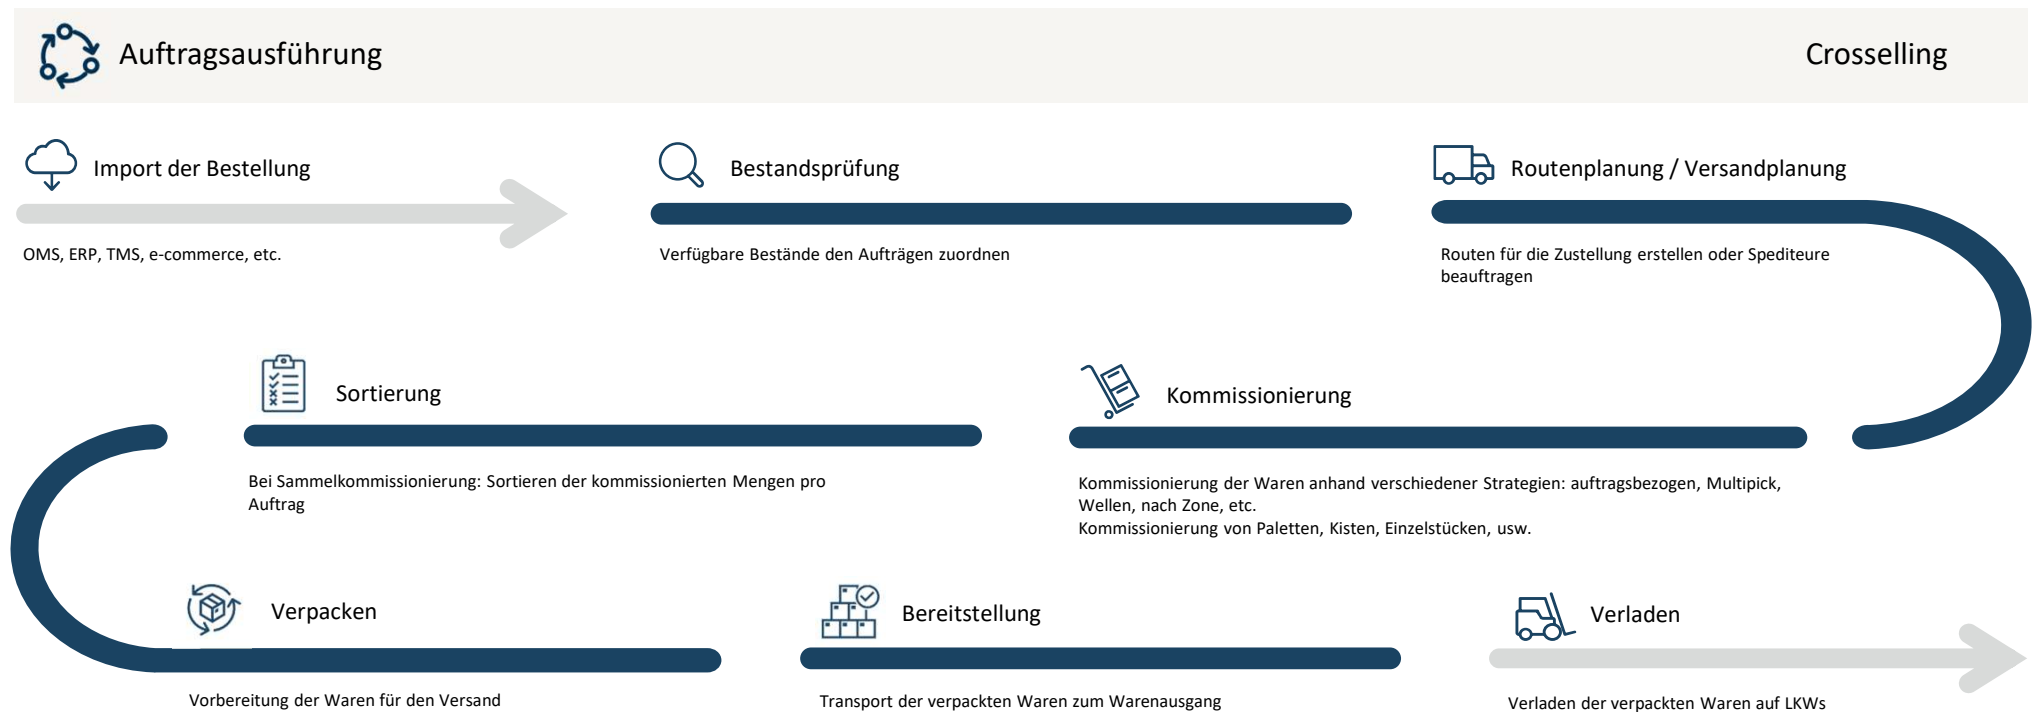 Auftragsausführung
Crosselling
Import der Bestellung
OMS, ERP, TMS, e-commerce, etc.
Bestandsprüfung
Verfügbare Bestände den Aufträgen zuordnen
Routenplanung / Versandplanung
Routen für die Zustellung erstellen oder Spediteure
beauftragen
Kommissionierung
Kommissionierung der Waren anhand verschiedener Strategien: auftragsbezogen, Multipick,
Wellen, nach Zone, etc.
Kommissionierung von Paletten, Kisten, Einzelstücken, usw.
Sortierung
Bei Sammelkommissionierung: Sortieren der kommissionierten Mengen pro
Auftrag
Verpacken
Vorbereitung der Waren für den Versand
Bereitstellung
Transport der verpackten Waren zum Warenausgang
Verladen
Verladen der verpackten Waren auf LKWs